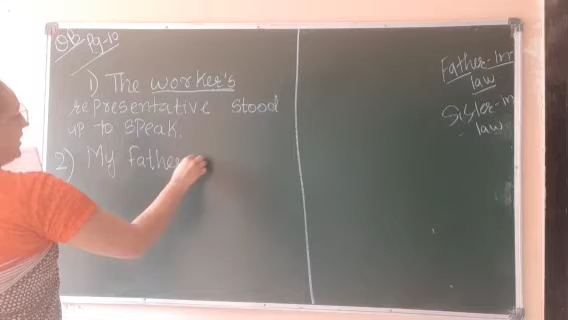 Q2 Pg-10
1) The worker's
representative stood
up to speak.
2) My father
Father-in
law
Sister-in
law